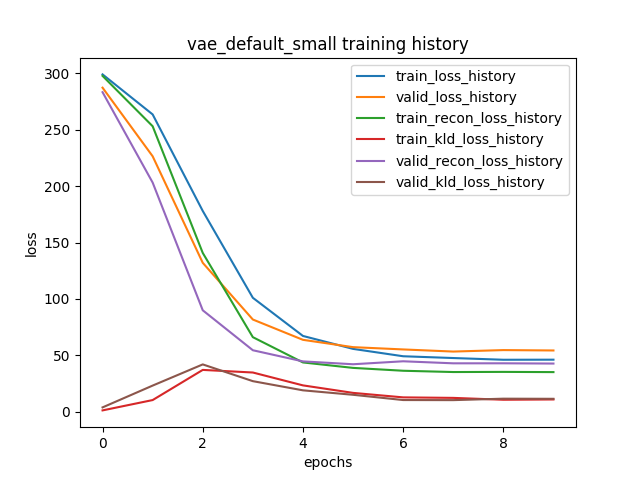 vae_default_small training history
300
250
200
150
100
50
0
loss
train_loss_history
valid_loss_history
train_recon_loss_history
train_kld_loss_history
valid_recon_loss_history
valid_kld_loss_history
0 2 4 6 8
epochs